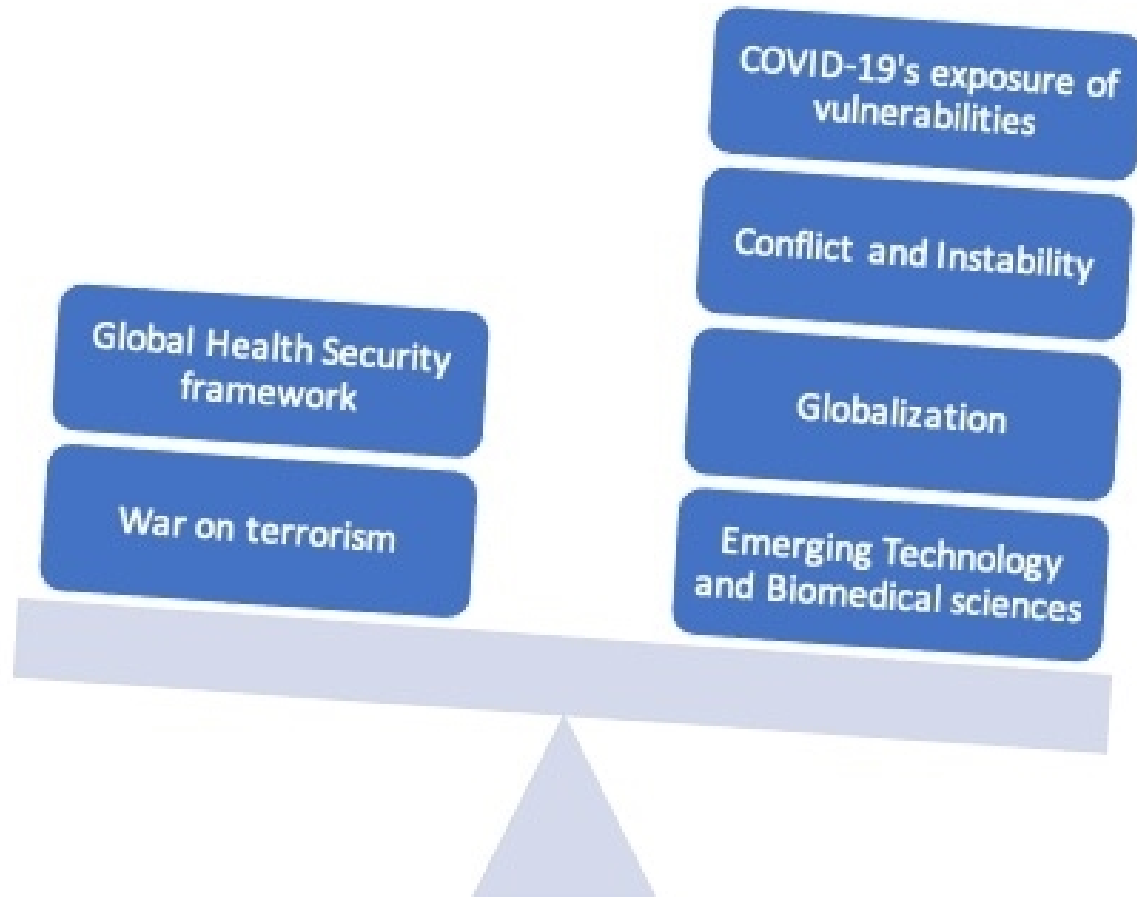 Global Health Security
framework
War on terrorism
COVID-19's exposure of
vulnerabilities
Conflict and Instability
Globalization
Emerging Technology
and Biomedical sciences